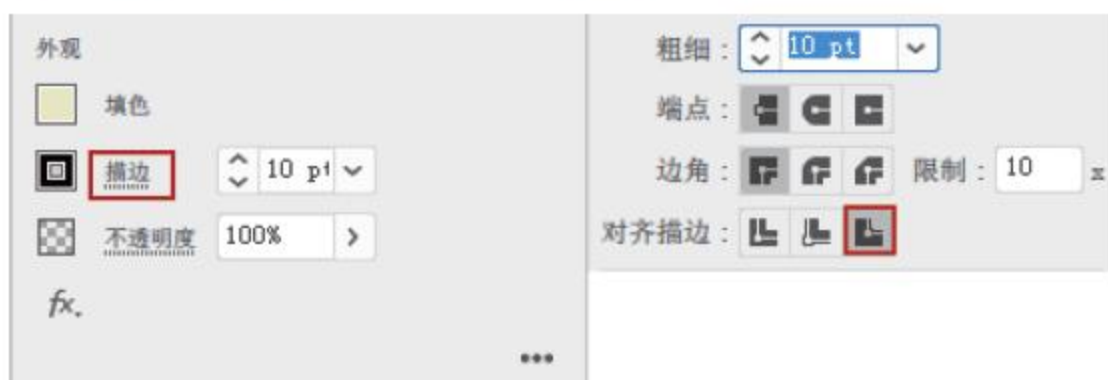 外观
填色
描边 10 pt
不透明度 100%
fx.
粗细: 10 pt
端点:
边角: 限制: 10 x
对齐描边: